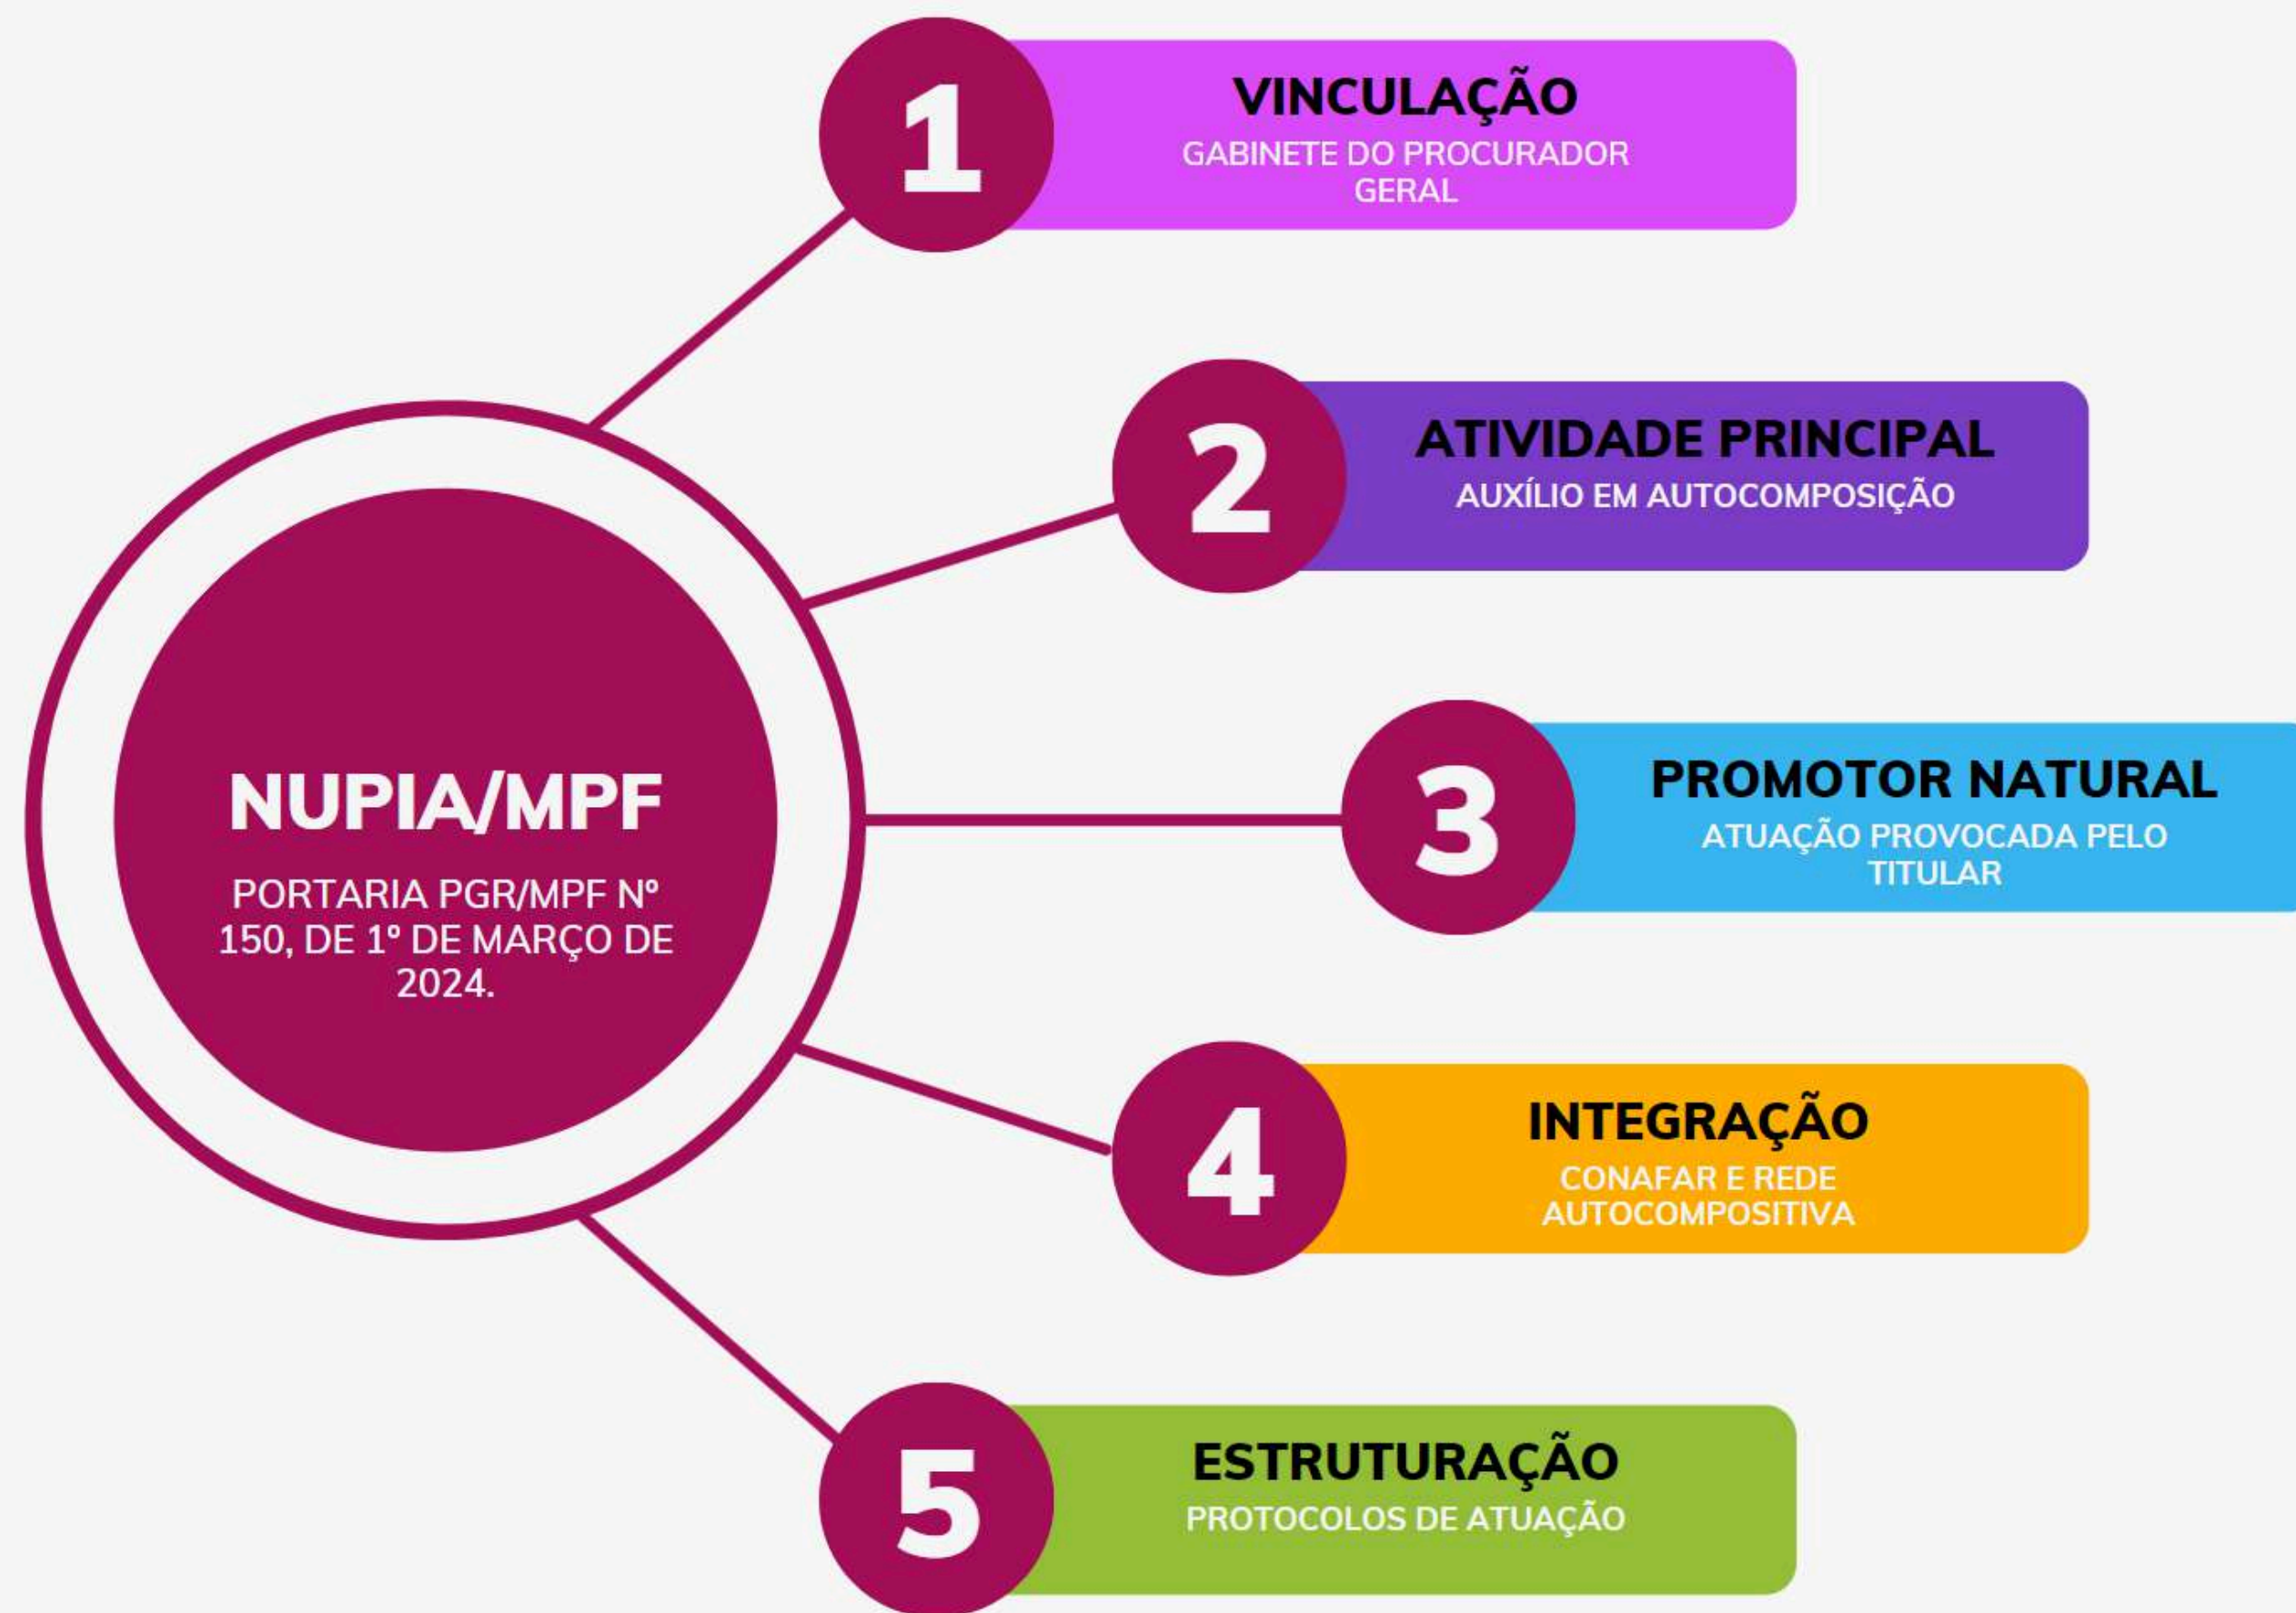 1
VINCULAÇÃO
GABINETE DO PROCURADOR
GERAL
2
ATIVIDADE PRINCIPAL
AUXÍLIO EM AUTOCOMPOSIÇÃO
3
PROMOTOR NATURAL
ATUAÇÃO PROVOCADA PELO
TITULAR
NUPIA/MPF
PORTARIA PGR/MPF Nº
150, DE 1º DE MARÇO DE
2024.
4
INTEGRAÇÃO
CONAFAR E REDE
AUTOCOMPOSITIVA
5
ESTRUTURAÇÃO
PROTOCOLOS DE ATUAÇÃO